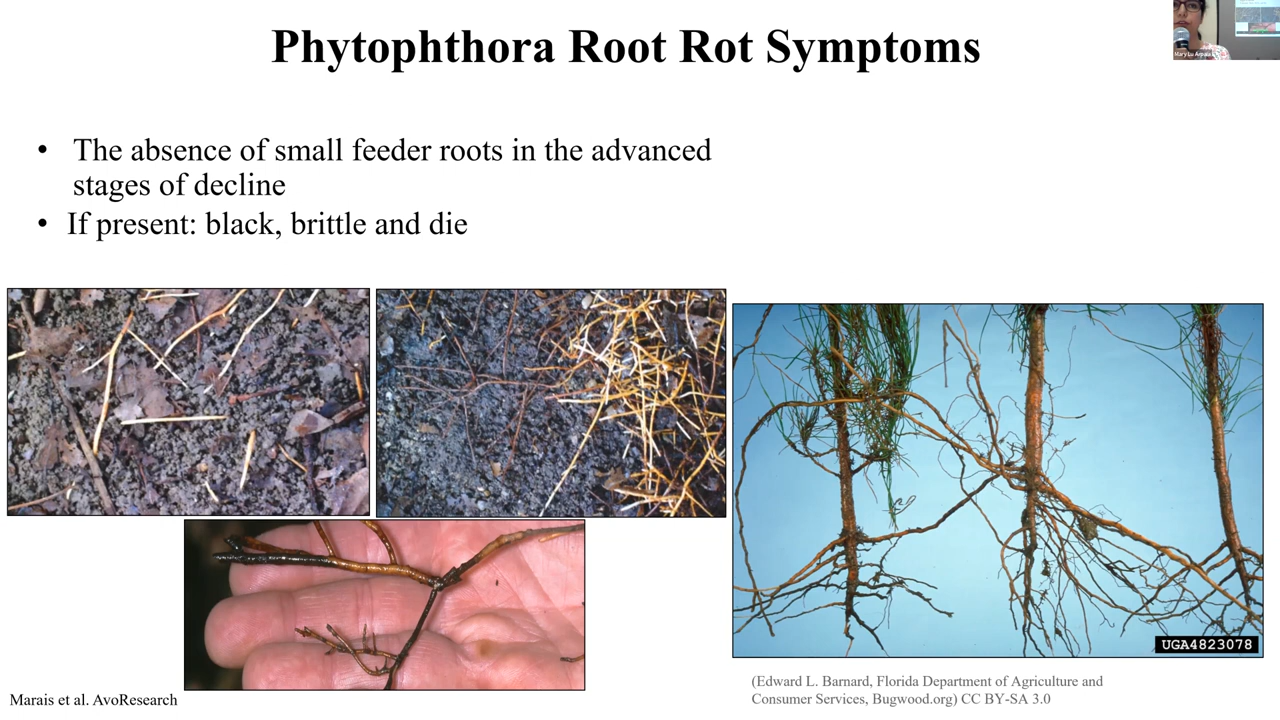 Phytophthora Root Rot Symptoms
• The absence of small feeder roots in the advanced
stages of decline
• If present: black, brittle and die
UGA4823078
Marais et al. AvoResearch
(Edward L. Barnard, Florida Department of Agriculture and
Consumer Services, Bugwood.org) CC BY-SA 3.0